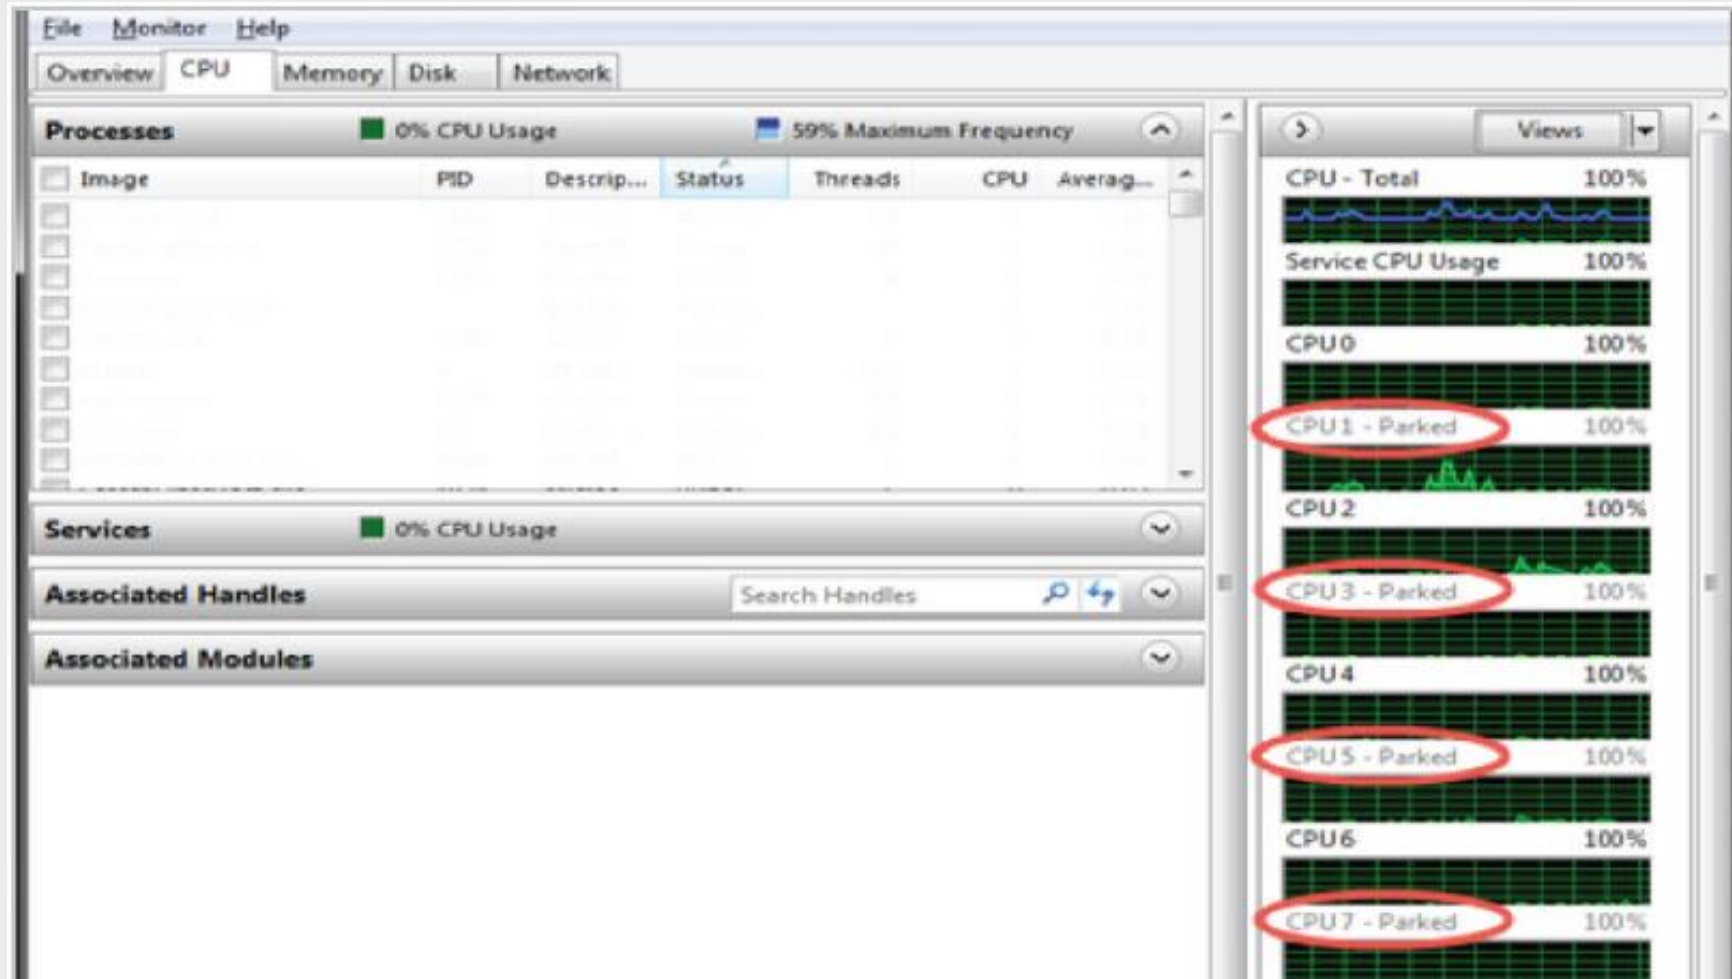 File Monitor Help
Overview CPU Memory Disk Network
Processes 0% CPU Usage 59% Maximum Frequency
Image PID Descrip... Status Threads CPU Averag...
Services 0% CPU Usage
Associated Handles Search Handles
Associated Modules
Views
CPU - Total 100%
Service CPU Usage 100%
CPU 0 100%
CPU 1 - Parked 100%
CPU 2 100%
CPU 3 - Parked 100%
CPU 4 100%
CPU 5 - Parked 100%
CPU 6 100%
CPU 7 - Parked 100%